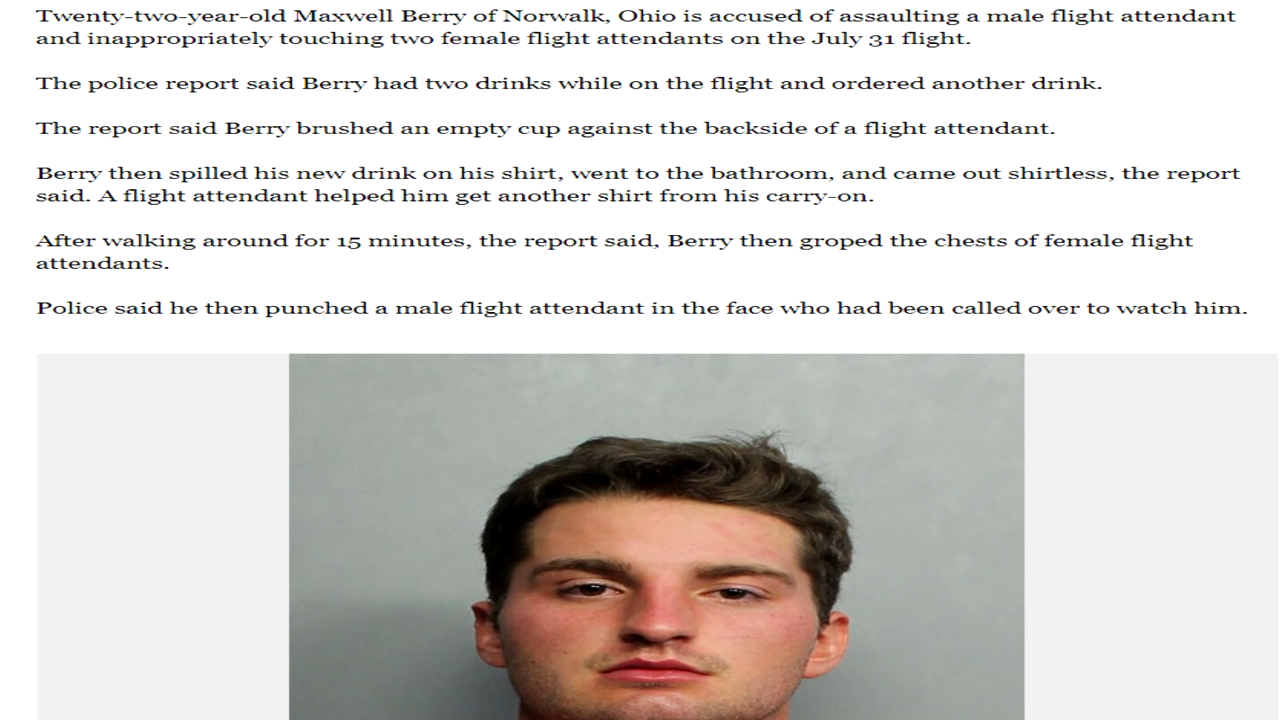 Twenty-two-year-old Maxwell Berry of Norwalk, Ohio is accused of assaulting a male flight attendant
and inappropriately touching two female flight attendants on the July 31 flight.
The police report said Berry had two drinks while on the flight and ordered another drink.
The report said Berry brushed an empty cup against the backside of a flight attendant.
Berry then spilled his new drink on his shirt, went to the bathroom, and came out shirtless, the report
said. A flight attendant helped him get another shirt from his carry-on.
After walking around for 15 minutes, the report said, Berry then groped the chests of female flight
attendants.
Police said he then punched a male flight attendant in the face who had been called over to watch him.